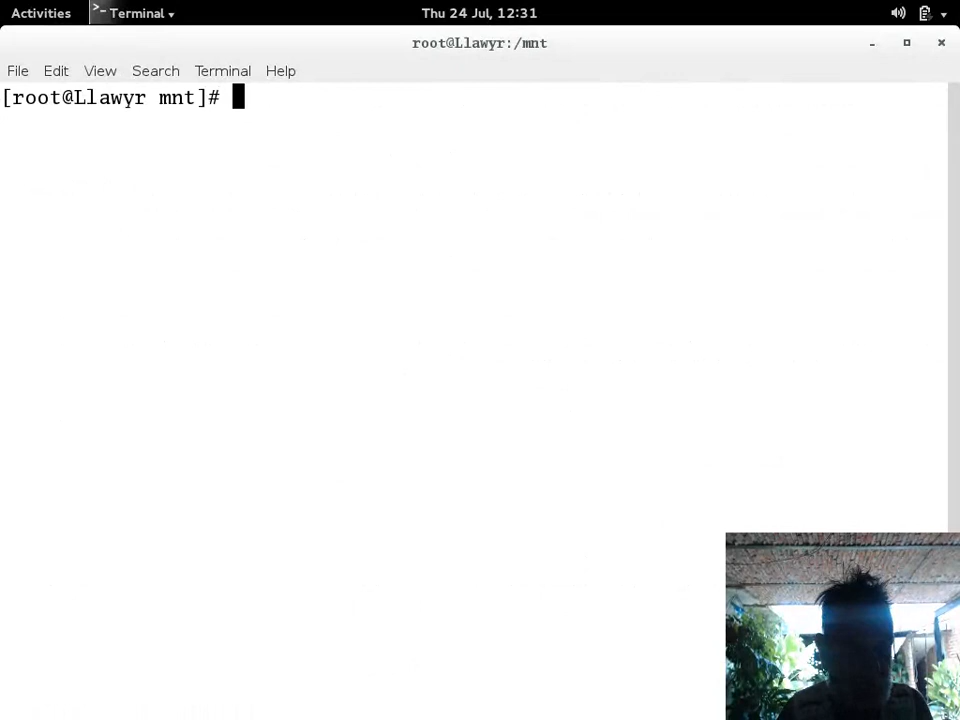 Activities
Terminal
Thu 24 Jul, 12:31
root@Llawyr:/mnt
File Edit View Search Terminal Help
[root@Llawyr mnt]#